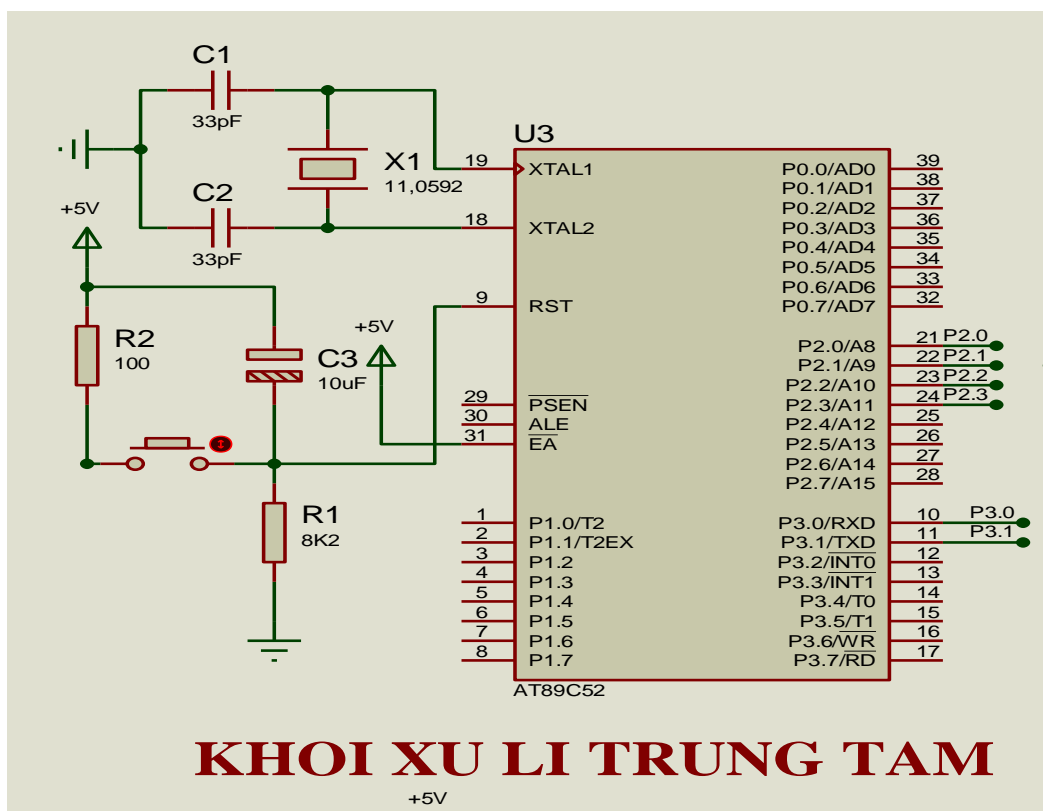 C1
33pF
U3
X1
11,0592
19 XTAL1
C2
33pF
18 XTAL2
+5V
9 RST
R2
100
+5V
C3
10uF
29 PSEN
30 ALE
31 EA
R1
8K2
1 P1.0/T2
2 P1.1/T2EX
3 P1.2
4 P1.3
5 P1.4
6 P1.5
7 P1.6
8 P1.7
P0.0/AD0 39
P0.1/AD1 38
P0.2/AD2 37
P0.3/AD3 36
P0.4/AD4 35
P0.5/AD5 34
P0.6/AD6 33
P0.7/AD7 32
P2.0/A8 21 P2.0
P2.1/A9 22 P2.1
P2.2/A10 23 P2.2
P2.3/A11 24 P2.3
P2.4/A12 25
P2.5/A13 26
P2.6/A14 27
P2.7/A15 28
P3.0/RXD 10 P3.0
P3.1/TXD 11 P3.1
P3.2/INT0 12
P3.3/INT1 13
P3.4/T0 14
P3.5/T1 15
P3.6/WR 16
P3.7/RD 17
AT89C52
KHOI XU LI TRUNG TAM
+5V